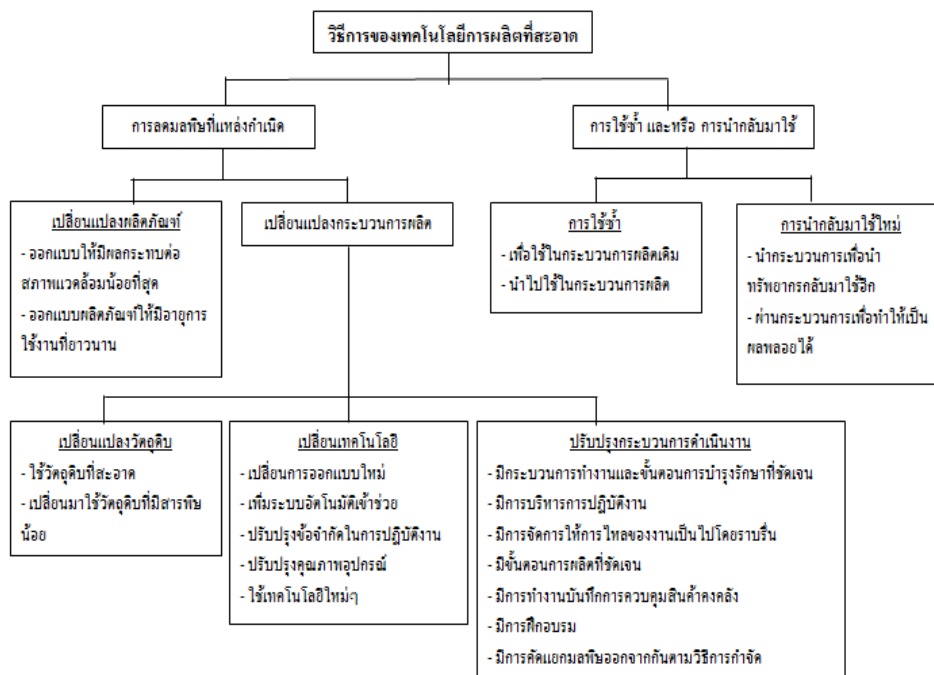 วิธีการของเทคโนโลยีการผลิตที่สะอาด
การลดมลพิษที่แหล่งกำเนิด
การใช้ซ้ำ และหรือ การนำกลับมาใช้
เปลี่ยนแปลงผลิตภัณฑ์
- ออกแบบให้มีผลกระทบต่อ
สภาพแวดล้อมน้อยที่สุด
- ออกแบบผลิตภัณฑ์ให้มีอายุการ
ใช้งานที่ยาวนาน
เปลี่ยนแปลงกระบวนการผลิต
การใช้ซ้ำ
- เพื่อใช้ในกระบวนการผลิตเดิม
- นำไปใช้ในกระบวนการผลิต
การนำกลับมาใช้ใหม่
- นำกระบวนการเพื่อนำ
ทรัพยากรกลับมาใช้อีก
- ผ่านกระบวนการเพื่อทำให้เป็น
ผลพลอยได้
เปลี่ยนแปลงวัตถุดิบ
- ใช้วัตถุดิบที่สะอาด
- เปลี่ยนมาใช้วัตถุดิบที่มีสารพิษ
น้อย
เปลี่ยนเทคโนโลยี
- เปลี่ยนการออกแบบใหม่
- เพิ่มระบบอัตโนมัติเข้าช่วย
- ปรับปรุงข้อจำกัดในการปฏิบัติงาน
- ปรับปรุงคุณภาพอุปกรณ์
- ใช้เทคโนโลยีใหม่ๆ
ปรับปรุงกระบวนการดำเนินงาน
- มีกระบวนการทำงานและขั้นตอนการบำรุงรักษาที่ชัดเจน
- มีการบริหารการปฏิบัติงาน
- มีการจัดการให้การไหลของงานเป็นไปโดยราบรื่น
- มีขั้นตอนการผลิตที่ชัดเจน
- มีการทำงานบันทึกการควบคุมสินค้าคงคลัง
- มีการฝึกอบรม
- มีการคัดแยกมลพิษออกจากกันตามวิธีการกำจัด